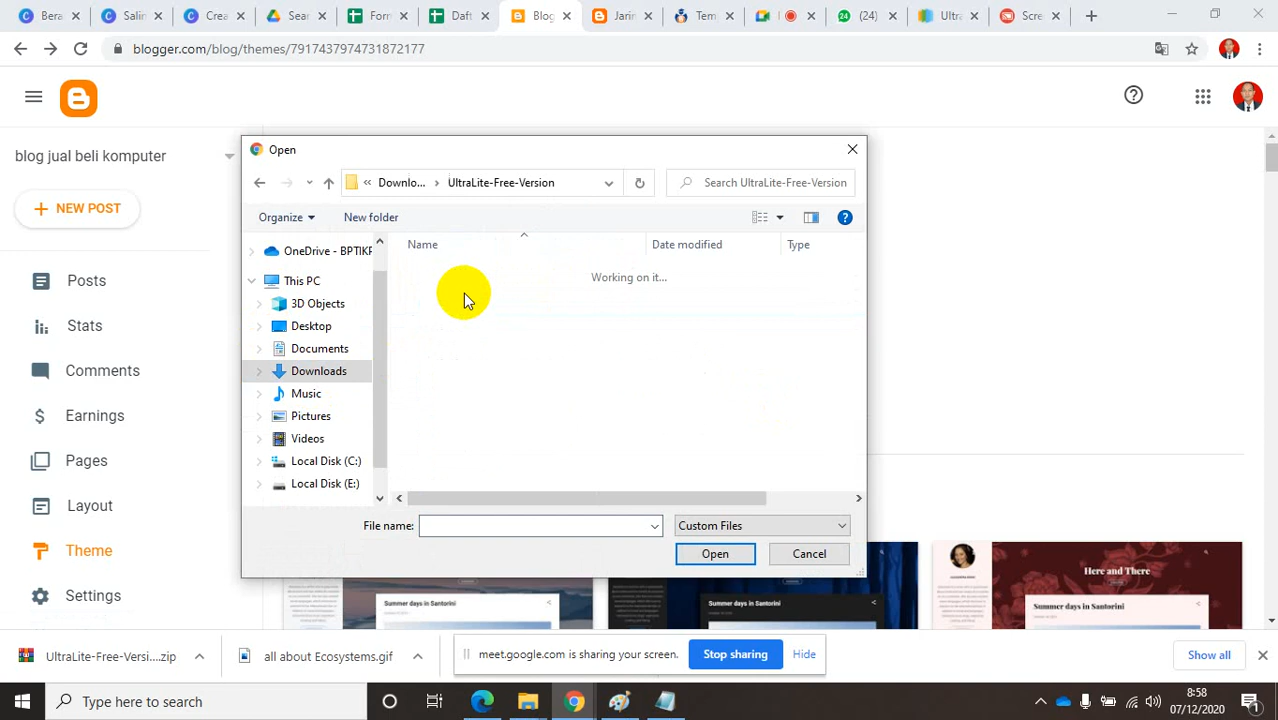 Bera
Salin
Crea
Sear
Forn
Daft
Blog
Jarin
Tem
(24)
Ultra
Scre
blogger.com/blog/themes/7917437974731872177
blog jual beli komputer
NEW POST
Posts
Stats
Comments
Earnings
Pages
Layout
Theme
Settings
Open
« Downlo... › UltraLite-Free-Version
Search UltraLite-Free-Version
Organize
New folder
Name
Date modified
Type
Working on it...
OneDrive - BPTIKP
This PC
3D Objects
Desktop
Documents
Downloads
Music
Pictures
Videos
Local Disk (C:)
Local Disk (E:)
File name:
Custom Files
Open
Cancel
Here and There
Summer days in Santorini
Summer days in Santorini
Summer days in Santorini
UltraLite-Free-Versi....zip
all about Ecosystems.gif
meet.google.com is sharing your screen.
Stop sharing
Hide
Show all
Type here to search
8:58
07/12/2020